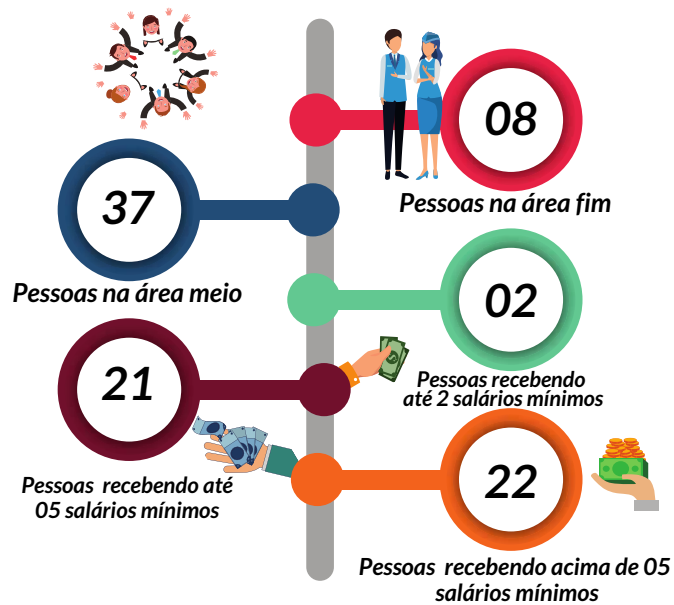 08
Pessoas na área fim
37
Pessoas na área meio
02
Pessoas recebendo
até 2 salários mínimos
21
Pessoas recebendo até
05 salários mínimos
22
Pessoas recebendo acima de 05
salários mínimos